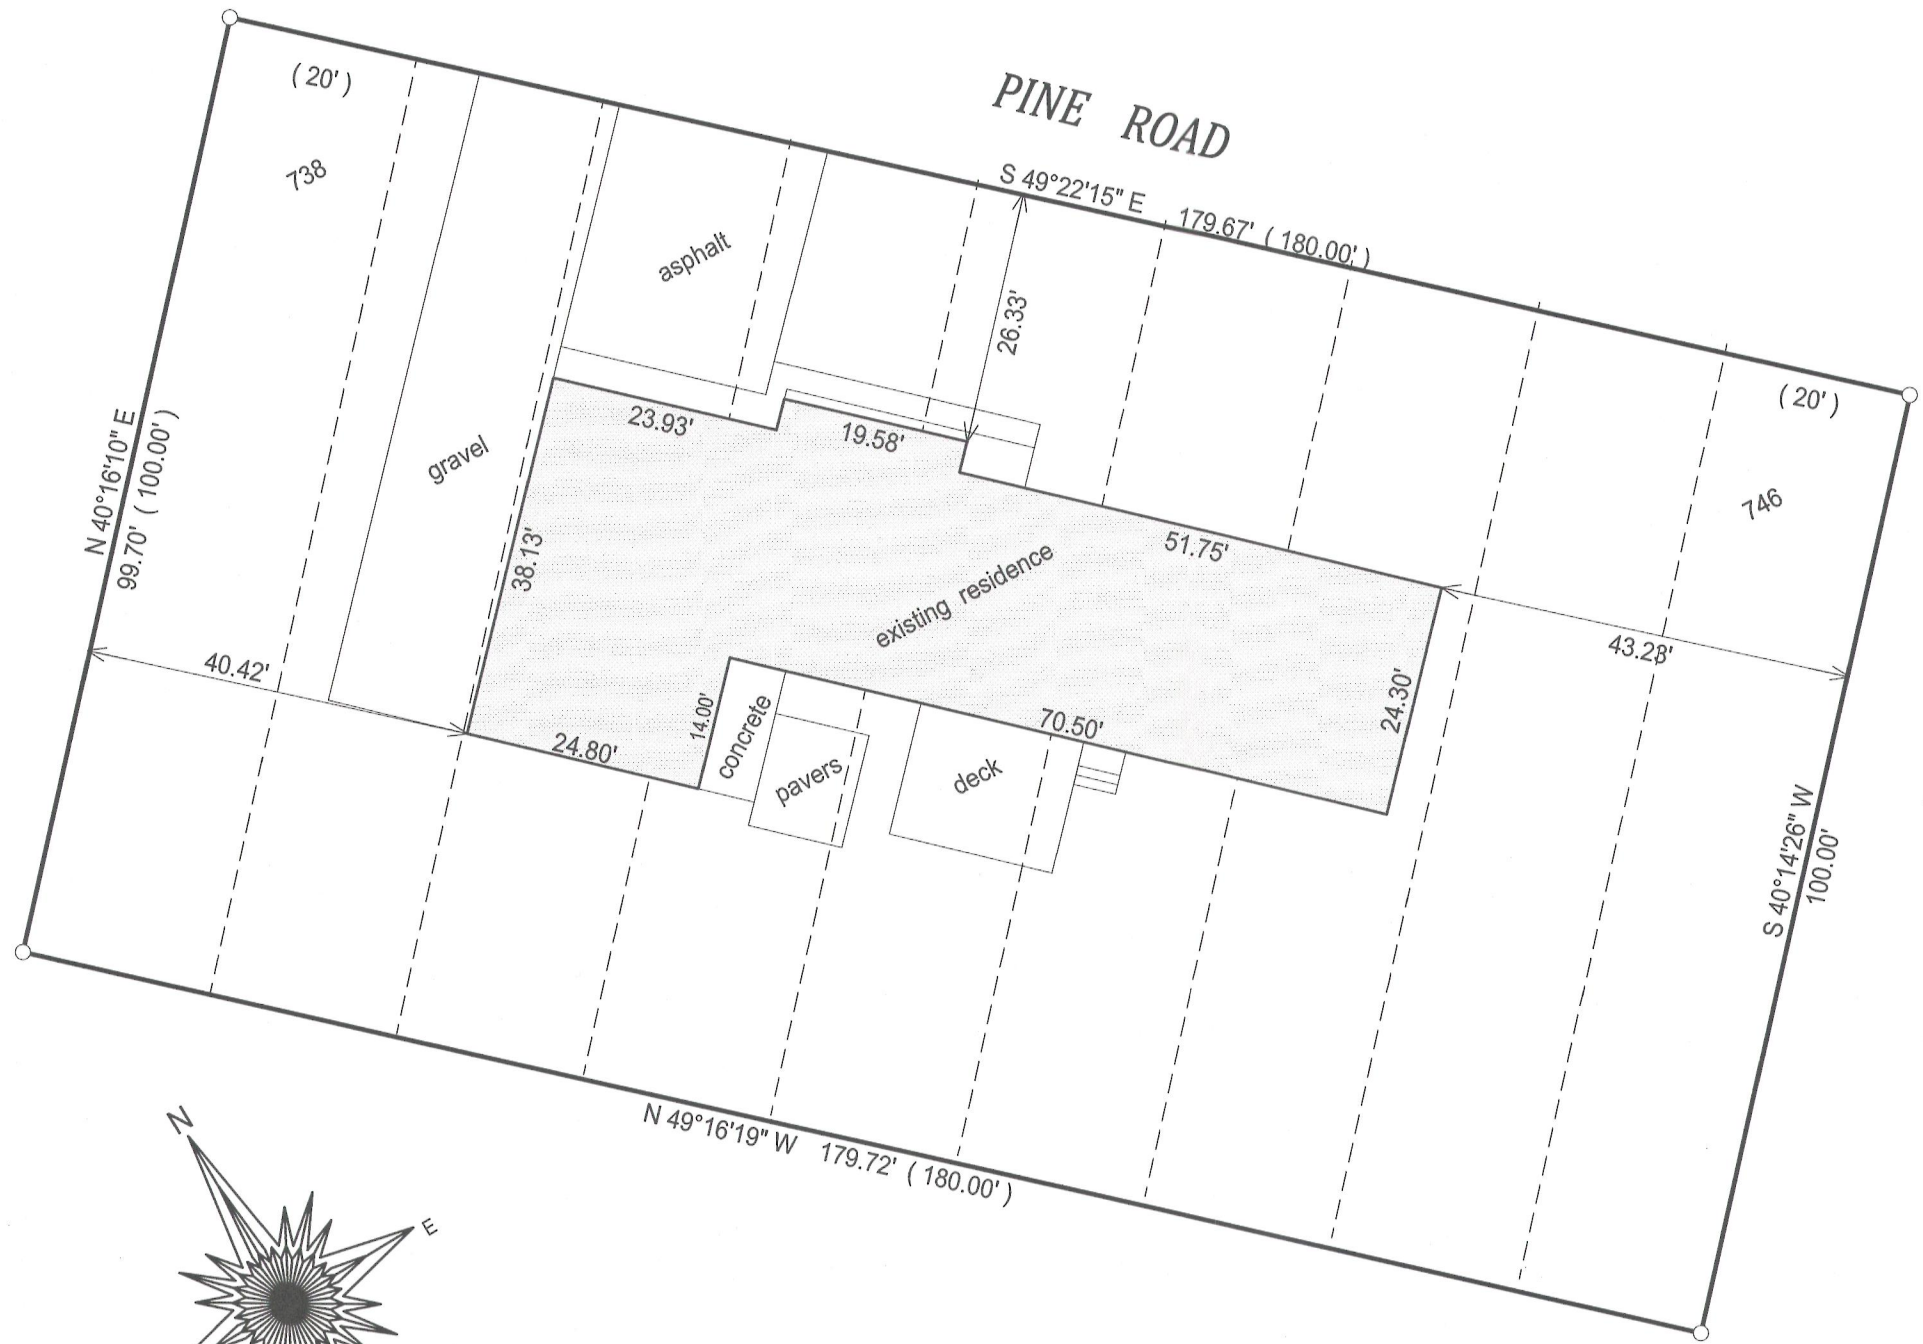 PINE ROAD
( 20' )
738
S 49°22'15" E 179.67' ( 180.00' )
asphalt
26.33'
( 20' )
23.93'
19.58'
N 40°16'10" E
99.70' ( 100.00' )
gravel
746
51.75'
38.13'
existing residence
43.28'
40.42'
24.30'
14.00'
concrete
70.50'
24.80'
pavers
deck
S 40°14'26" W
100.00'
N 49°16'19" W 179.72' ( 180.00' )
N
E